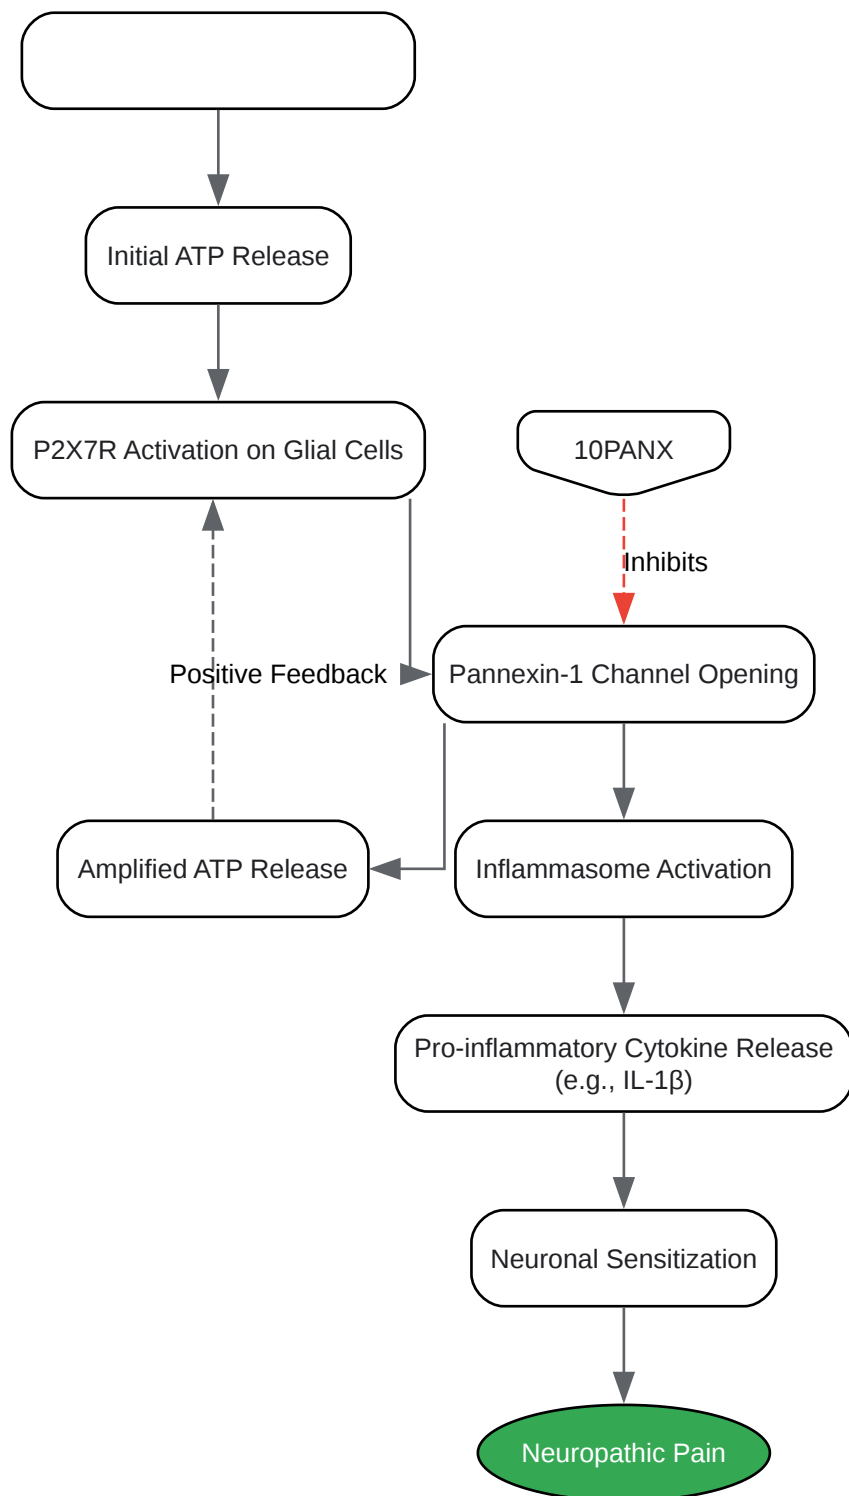 Initial ATP Release
P2X7R Activation on Glial Cells
10PANX
Inhibits
Positive Feedback
Pannexin-1 Channel Opening
Amplified ATP Release
Inflammasome Activation
Pro-inflammatory Cytokine Release
(e.g., IL-1β)
Neuronal Sensitization
Neuropathic Pain